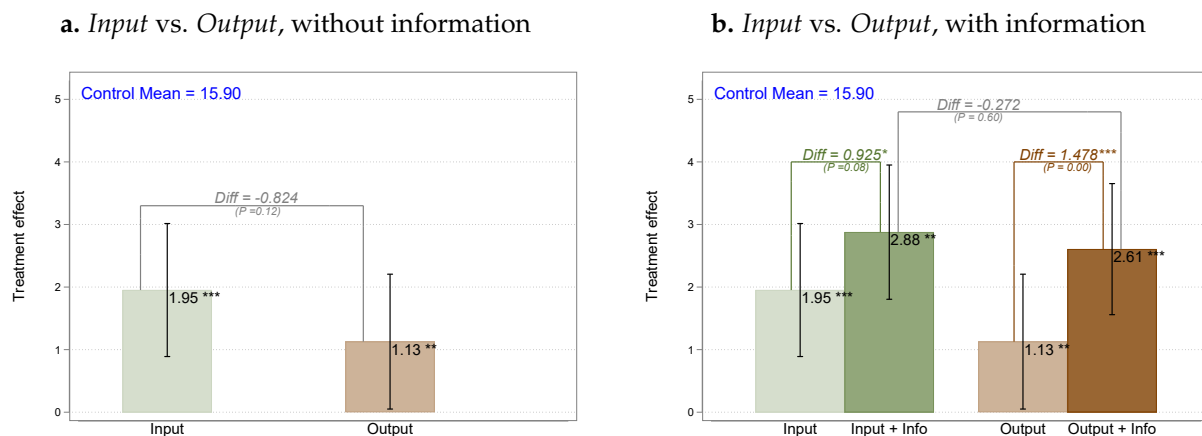 a. Input vs. Output, without information
Control Mean = 15.90
Treatment effect
5
4
3
2
1
0
Diff = -0.824
(P =0.12)
1.95 ***
1.13 **
Input
Output
b. Input vs. Output, with information
Control Mean = 15.90
Treatment effect
5
4
3
2
1
0
Diff = -0.272
(P = 0.60)
Diff = 0.925*
(P =0.08)
Diff = 1.478***
(P = 0.00)
1.95 ***
2.88 **
1.13 **
2.61 ***
Input
Input + Info
Output
Output + Info